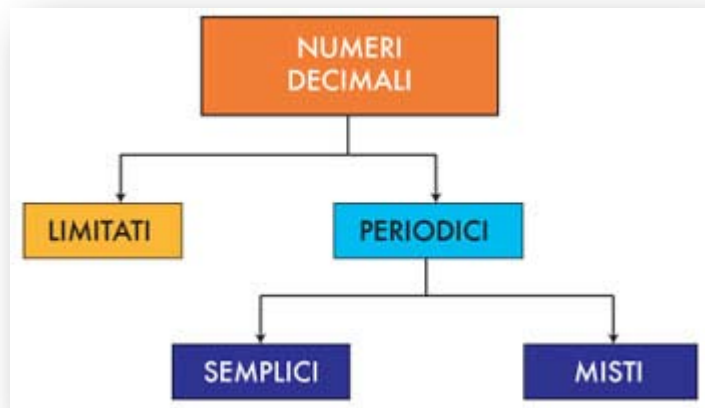 NUMERI
DECIMALI
LIMITATI
PERIODICI
SEMPLICI
MISTI